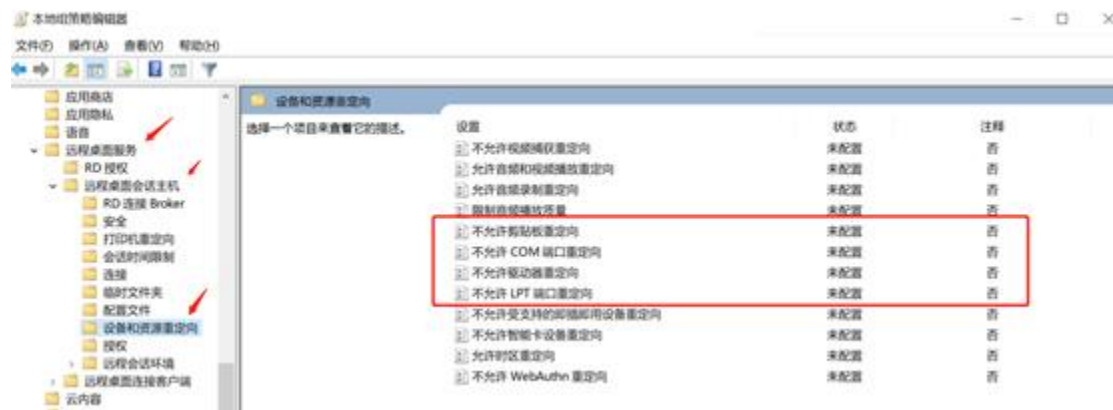 本地组策略编辑器
文件(F) 操作(A) 查看(V) 帮助(H)
应用商店
应用隐私
语音
远程桌面服务
RD 授权
远程桌面会话主机
RD 连接 Broker
安全
打印机重定向
会话时间限制
连接
临时文件夹
配置文件
设备和资源重定向
授权
远程会话环境
远程桌面连接客户端
云内容
设备和资源重定向
选择一个项目来查看它的描述。
设置 状态 注释
不允许视频捕获重定向 未配置 否
允许音频和视频播放重定向 未配置 否
允许音频录制重定向 未配置 否
限制音频播放质量 未配置 否
不允许剪贴板重定向 未配置 否
不允许 COM 端口重定向 未配置 否
不允许驱动器重定向 未配置 否
不允许 LPT 端口重定向 未配置 否
不允许受支持的即插即用设备重定向 未配置 否
不允许智能卡设备重定向 未配置 否
允许时区重定向 未配置 否
不允许 WebAuthn 重定向 未配置 否